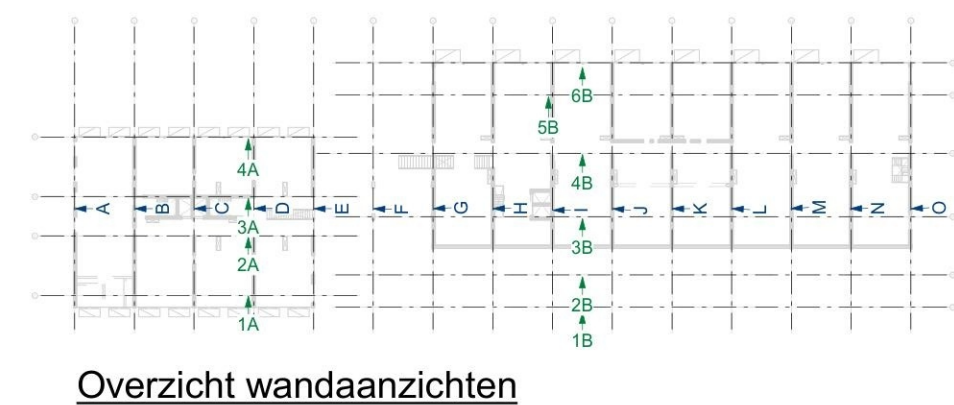 6B
5B
4A 4B
A B C D E F G H I J K L M N O
3A
3B
2A
2B
1A
1B
Overzicht wandaanzichten